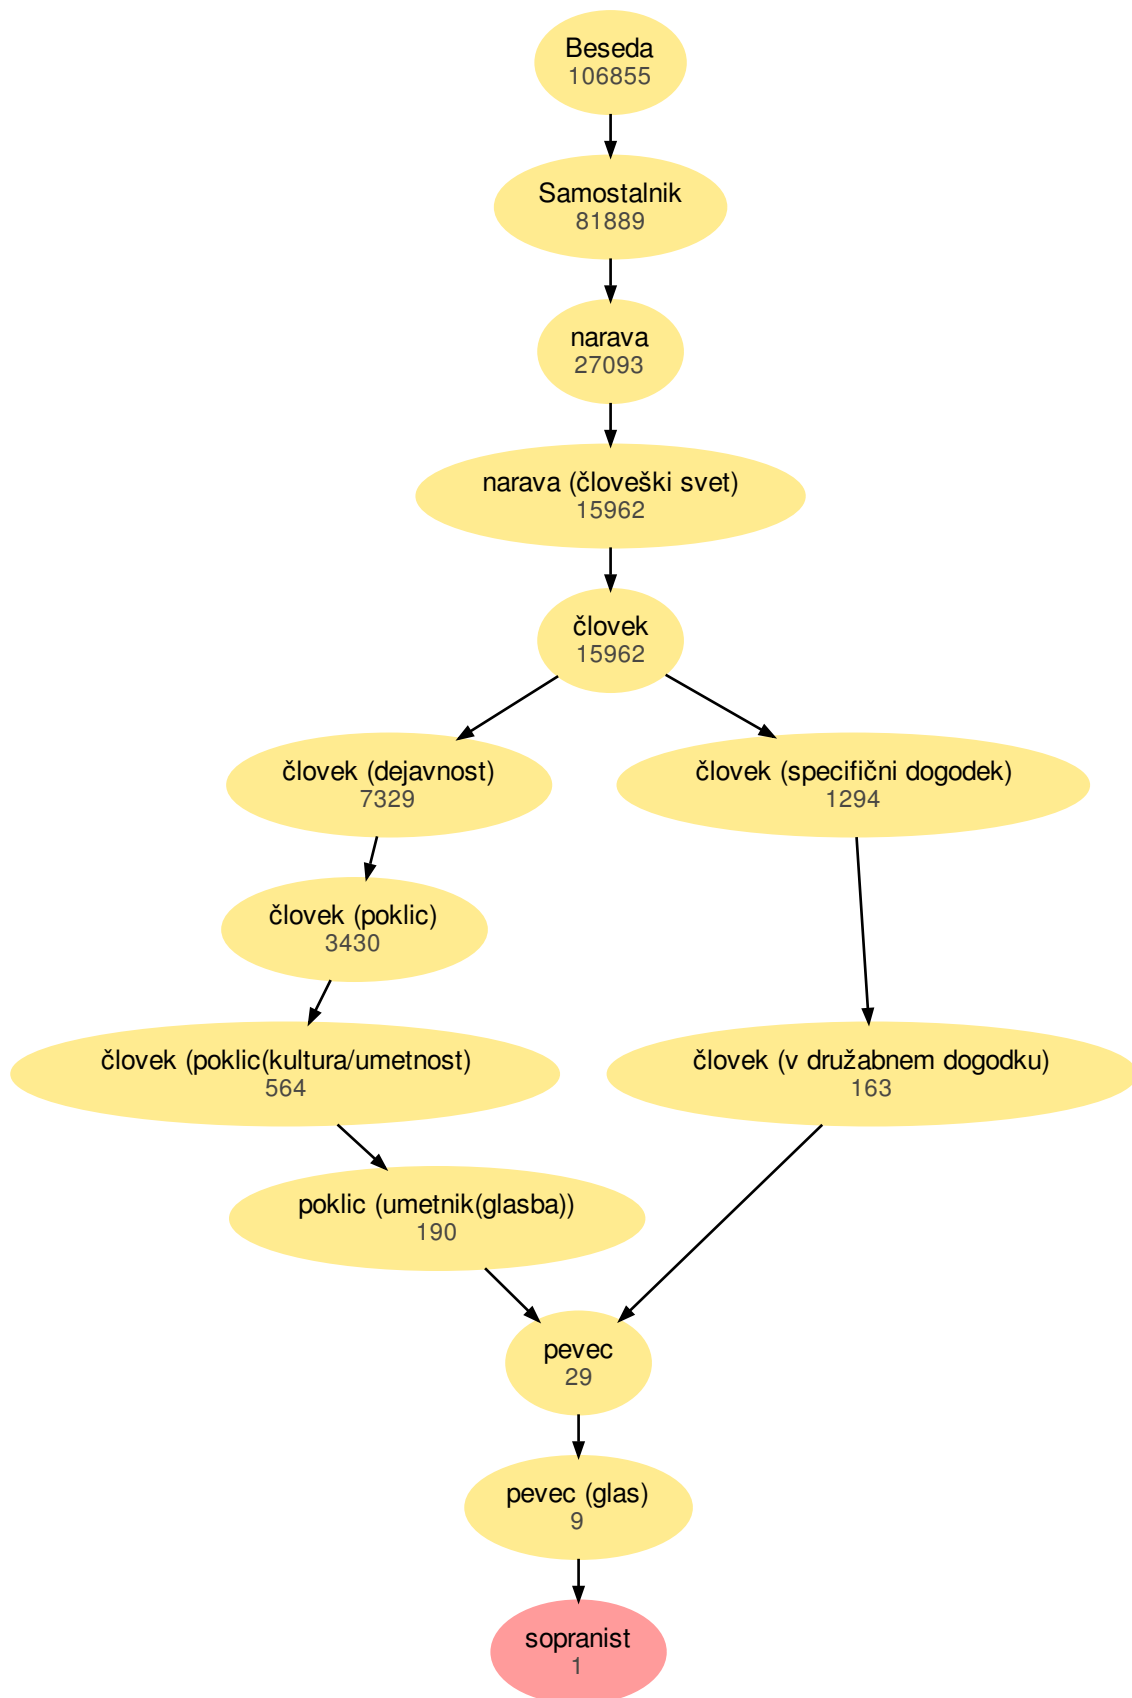 Beseda
106855
Samostalnik
81889
narava
27093
narava (človeški svet)
15962
človek
15962
človek (dejavnost)
7329
človek (specifični dogodek)
1294
človek (poklic)
3430
človek (poklic(kultura/umetnost)
564
človek (v družabnem dogodku)
163
poklic (umetnik(glasba))
190
pevec
29
pevec (glas)
9
sopranist
1